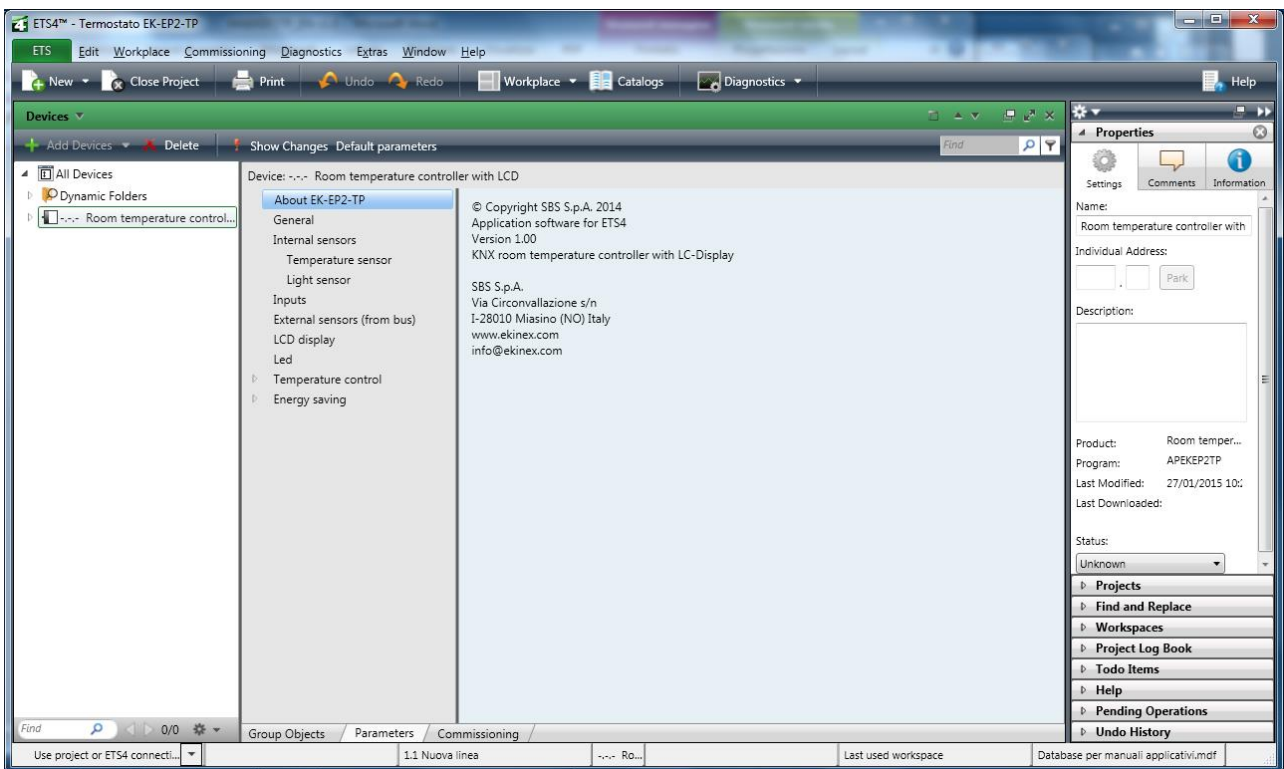 ETS4™ - Termostato EK-EP2-TP
ETS Edit Workplace Commissioning Diagnostics Extras Window Help
New Close Project Print Undo Redo Workplace Catalogs Diagnostics Help
Devices
Add Devices Delete Show Changes Default parameters Find
All Devices
Dynamic Folders
-.-.- Room temperature control...
Find 0/0
Device: -.-.- Room temperature controller with LCD
About EK-EP2-TP
General
Internal sensors
Temperature sensor
Light sensor
Inputs
External sensors (from bus)
LCD display
Led
Temperature control
Energy saving
© Copyright SBS S.p.A. 2014
Application software for ETS4
Version 1.00
KNX room temperature controller with LC-Display
SBS S.p.A.
Via Circonvallazione s/n
I-28010 Miasino (NO) Italy
www.ekinex.com
info@ekinex.com
Group Objects Parameters Commissioning
Properties
Settings Comments Information
Name:
Room temperature controller with
Individual Address:
. Park
Description:
Product: Room temper...
Program: APEKEP2TP
Last Modified: 27/01/2015 10:
Last Downloaded:
Status:
Unknown
Projects
Find and Replace
Workspaces
Project Log Book
Todo Items
Help
Pending Operations
Undo History
Use project or ETS4 connecti... 1.1 Nuova linea -.-.- Ro... Last used workspace Database per manuali applicativi.mdf